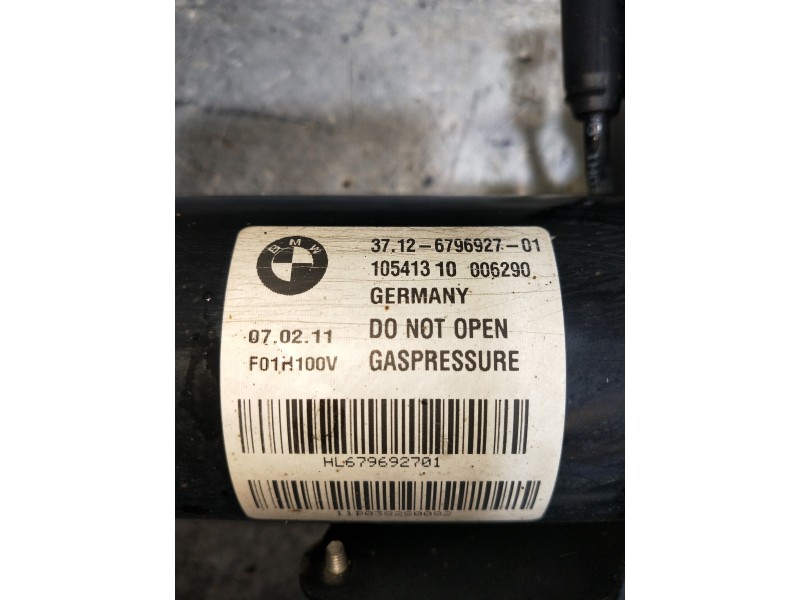 BMW
37.12-6796927-01
105413 10 006290
GERMANY
07.02.11 DO NOT OPEN
F01H100V GASPRESSURE
HL679692701